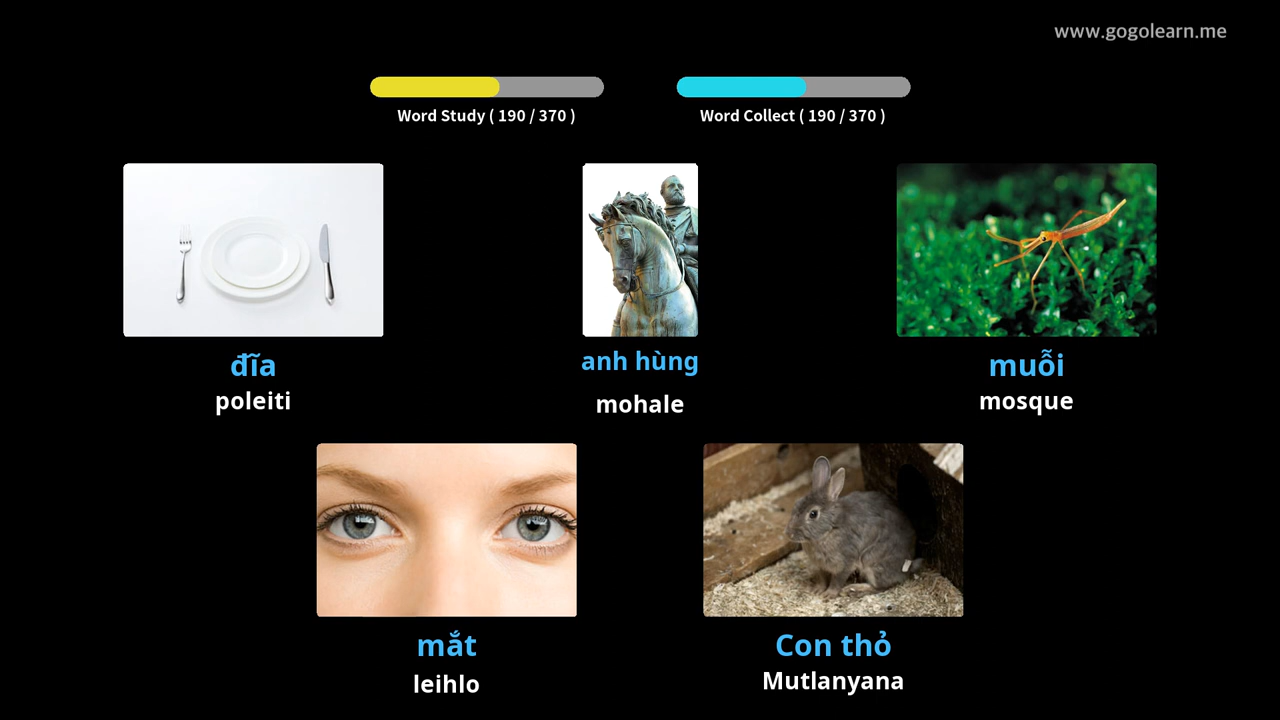 www.gogolearn.me
Word Study ( 190 / 370 )
Word Collect ( 190 / 370 )
đĩa
poleiti
anh hùng
mohale
muỗi
mosque
mắt
leihlo
Con thỏ
Mutlanyana